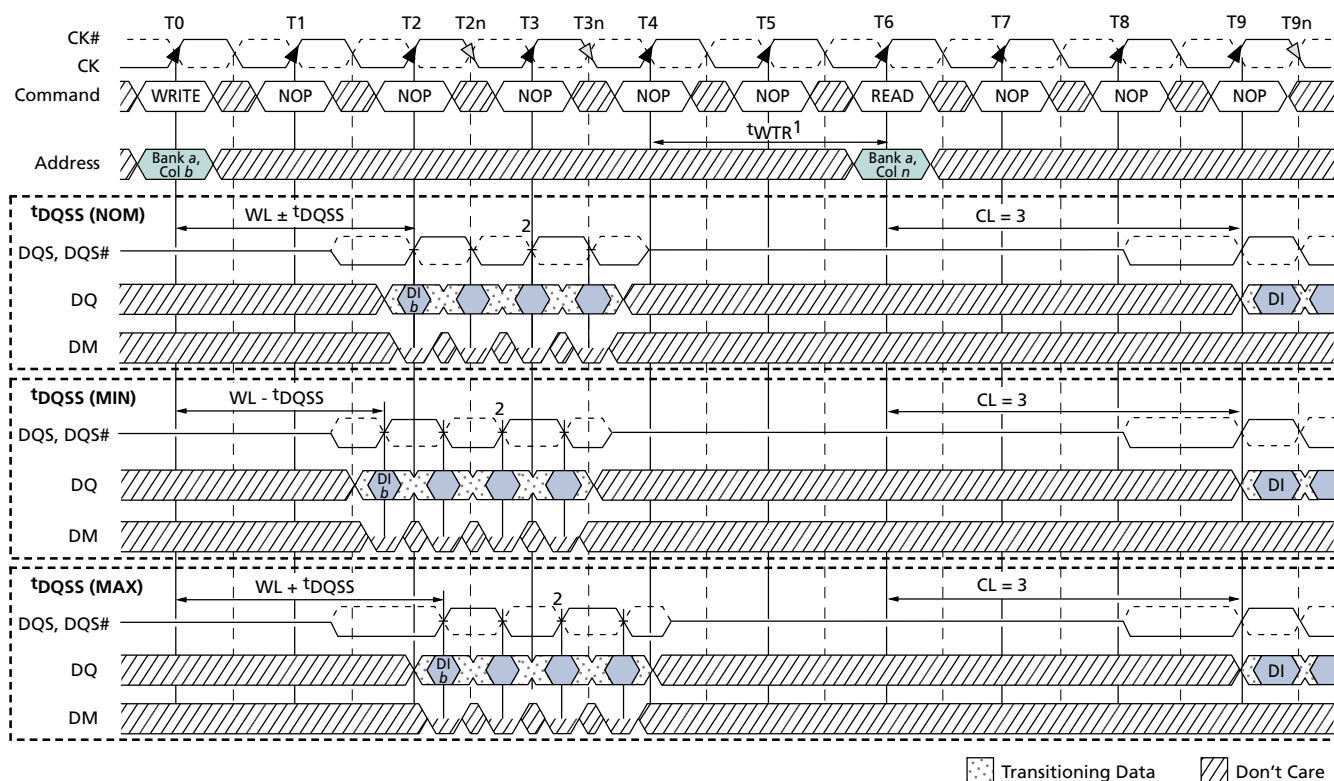 T0 T1 T2 T2n T3 T3n T4 T5 T6 T7 T8 T9 T9n
CK#
CK
Command WRITE NOP NOP NOP NOP NOP READ NOP NOP NOP
tWTR1
Address Bank a, Col b Bank a, Col n
tDQSS (NOM) WL ± tDQSS CL = 3
2
DQS, DQS#
DQ DI b DI
DM
tDQSS (MIN) WL - tDQSS CL = 3
2
DQS, DQS#
DQ DI b DI
DM
tDQSS (MAX) WL + tDQSS CL = 3
2
DQS, DQS#
DQ DI b DI
DM
Transitioning Data Don't Care